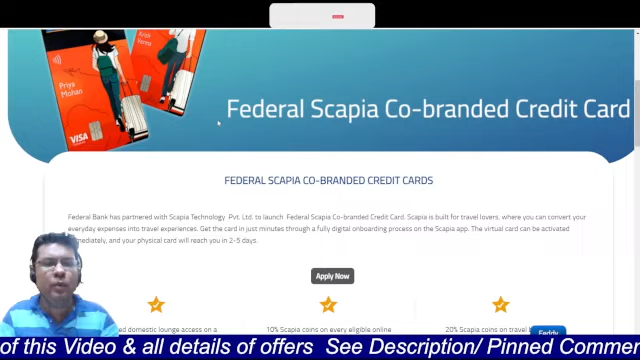 Kriti
Verma
Priya
Mohan
VISA
Federal Scapia Co-branded Credit Card
FEDERAL SCAPIA CO-BRANDED CREDIT CARDS
Federal Bank has partnered with Scapia Technology Pvt. Ltd. to launch Federal Scapia Co-branded Credit Card. Scapia is built for travel lovers, where you can convert your
everyday expenses into travel experiences. Get the card in just minutes through a fully digital onboarding process on the Scapia app. The virtual card can be activated
mediately, and your physical card will reach you in 2-5 days.
Apply Now
ed domestic lounge access on a
10% Scapia coins on every eligible online
20% Scapia coins on travel b
Feddy
of this Video & all details of offers See Description/ Pinned Comme